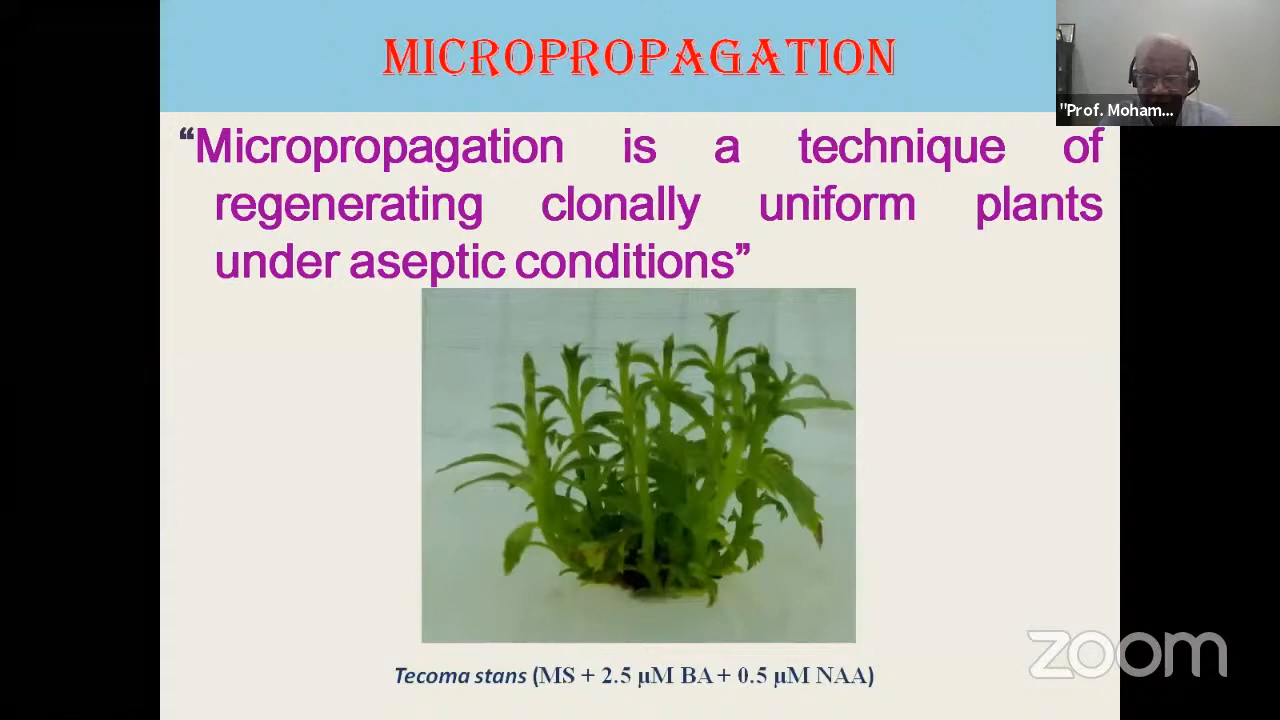 MICROPROPAGATION
"Prof. Moham...
“Micropropagation is a technique of
regenerating clonally uniform plants
under aseptic conditions”
Tecoma stans (MS + 2.5 μM BA + 0.5 μM NAA)
zoom